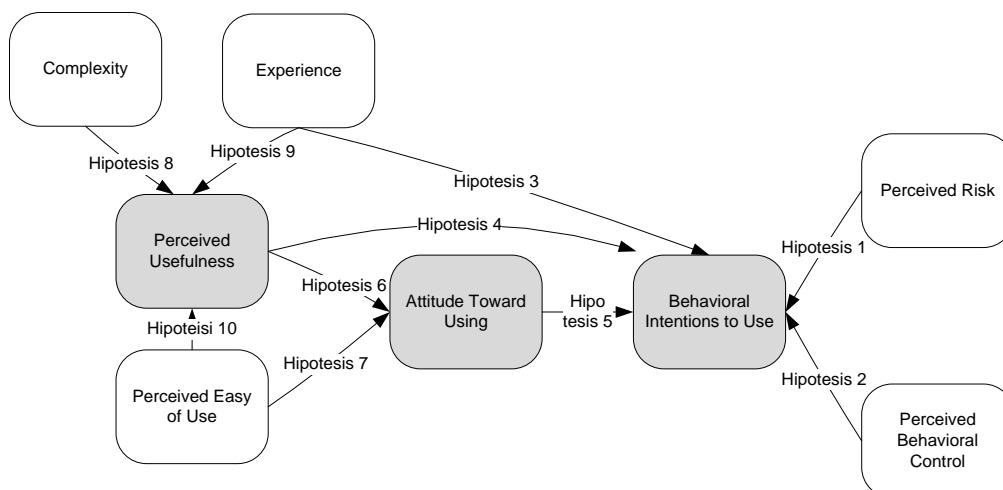 Complexity
Experience
Hipotesis 8
Hipotesis 9
Hipotesis 3
Perceived Risk
Perceived
Usefulness
Hipotesis 4
Hipotesis 1
Hipotesis 6
Attitude Toward
Using
Hipo
tesis 5
Behavioral
Intentions to Use
Hipoteisi 10
Hipotesis 7
Hipotesis 2
Perceived Easy
of Use
Perceived
Behavioral
Control